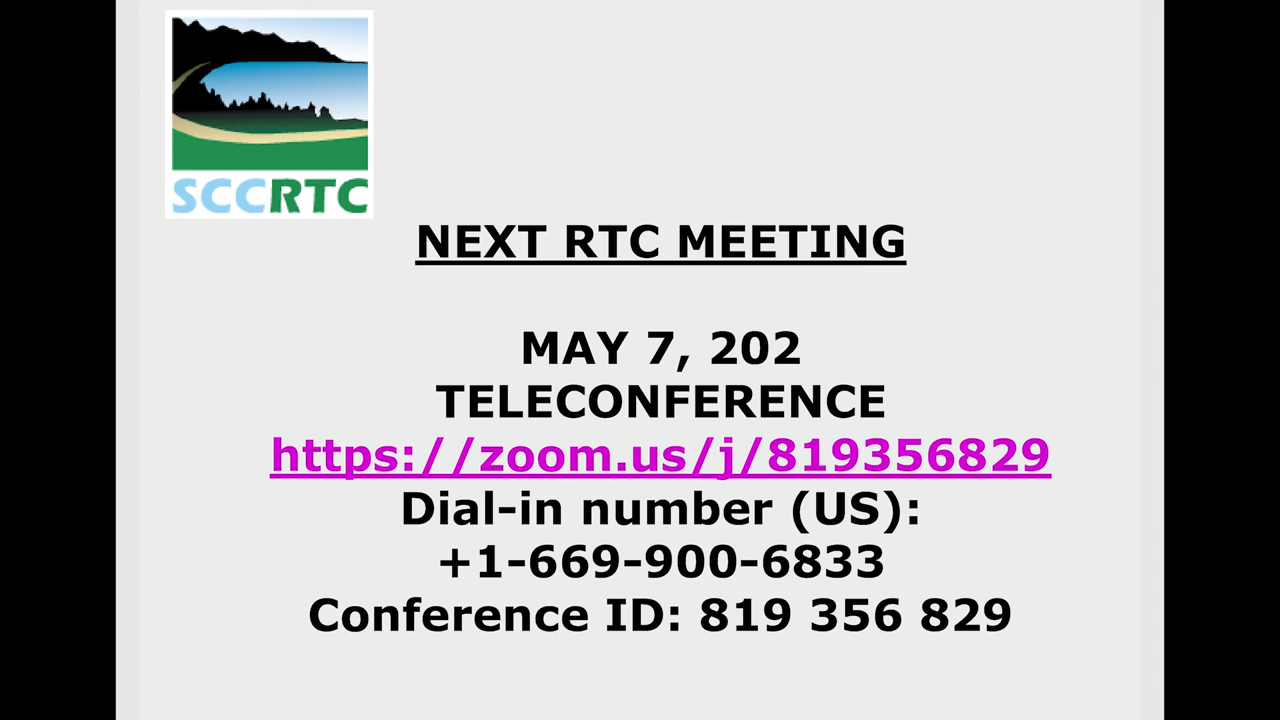 SCCRTC
NEXT RTC MEETING
MAY 7, 202
TELECONFERENCE
https://zoom.us/j/819356829
Dial-in number (US):
+1-669-900-6833
Conference ID: 819 356 829